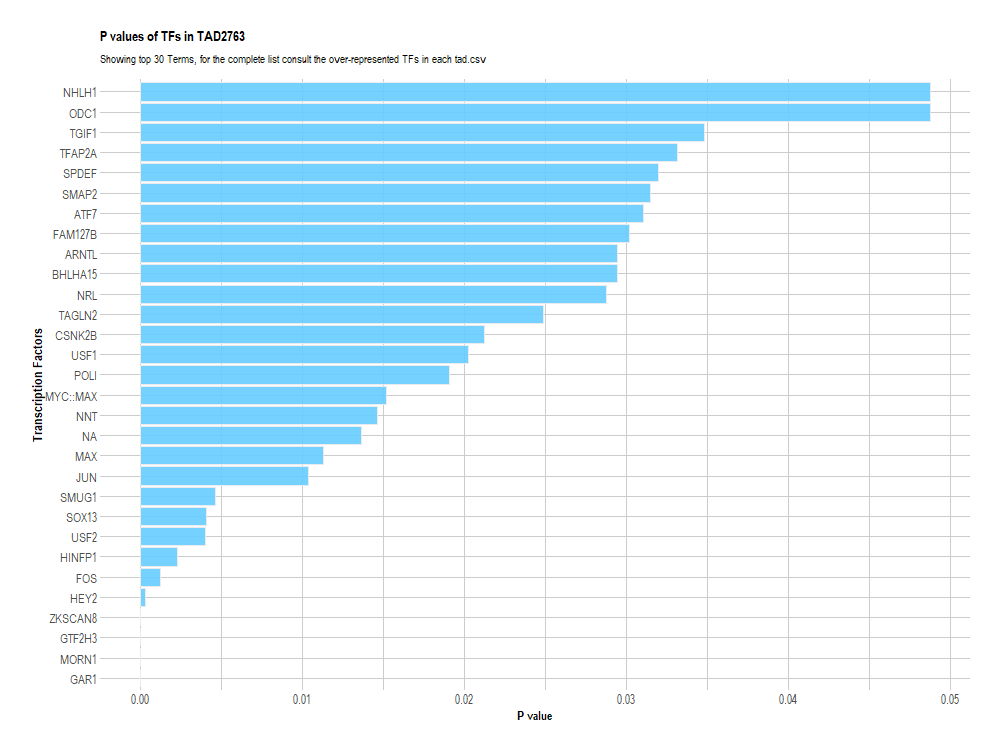 P values of TFs in TAD2763
Showing top 30 Terms, for the complete list consult the over-represented TFs in each tad.csv
NHLH1
ODC1
TGIF1
TFAP2A
SPDEF
SMAP2
ATF7
FAM127B
ARNTL
BHLHA15
NRL
TAGLN2
CSNK2B
USF1
POLI
MYC::MAX
NNT
NA
MAX
JUN
SMUG1
SOX13
USF2
HINFP1
FOS
HEY2
ZKSCAN8
GTF2H3
MORN1
GAR1
Transcription Factors
0.00 0.01 0.02 0.03 0.04 0.05
P value